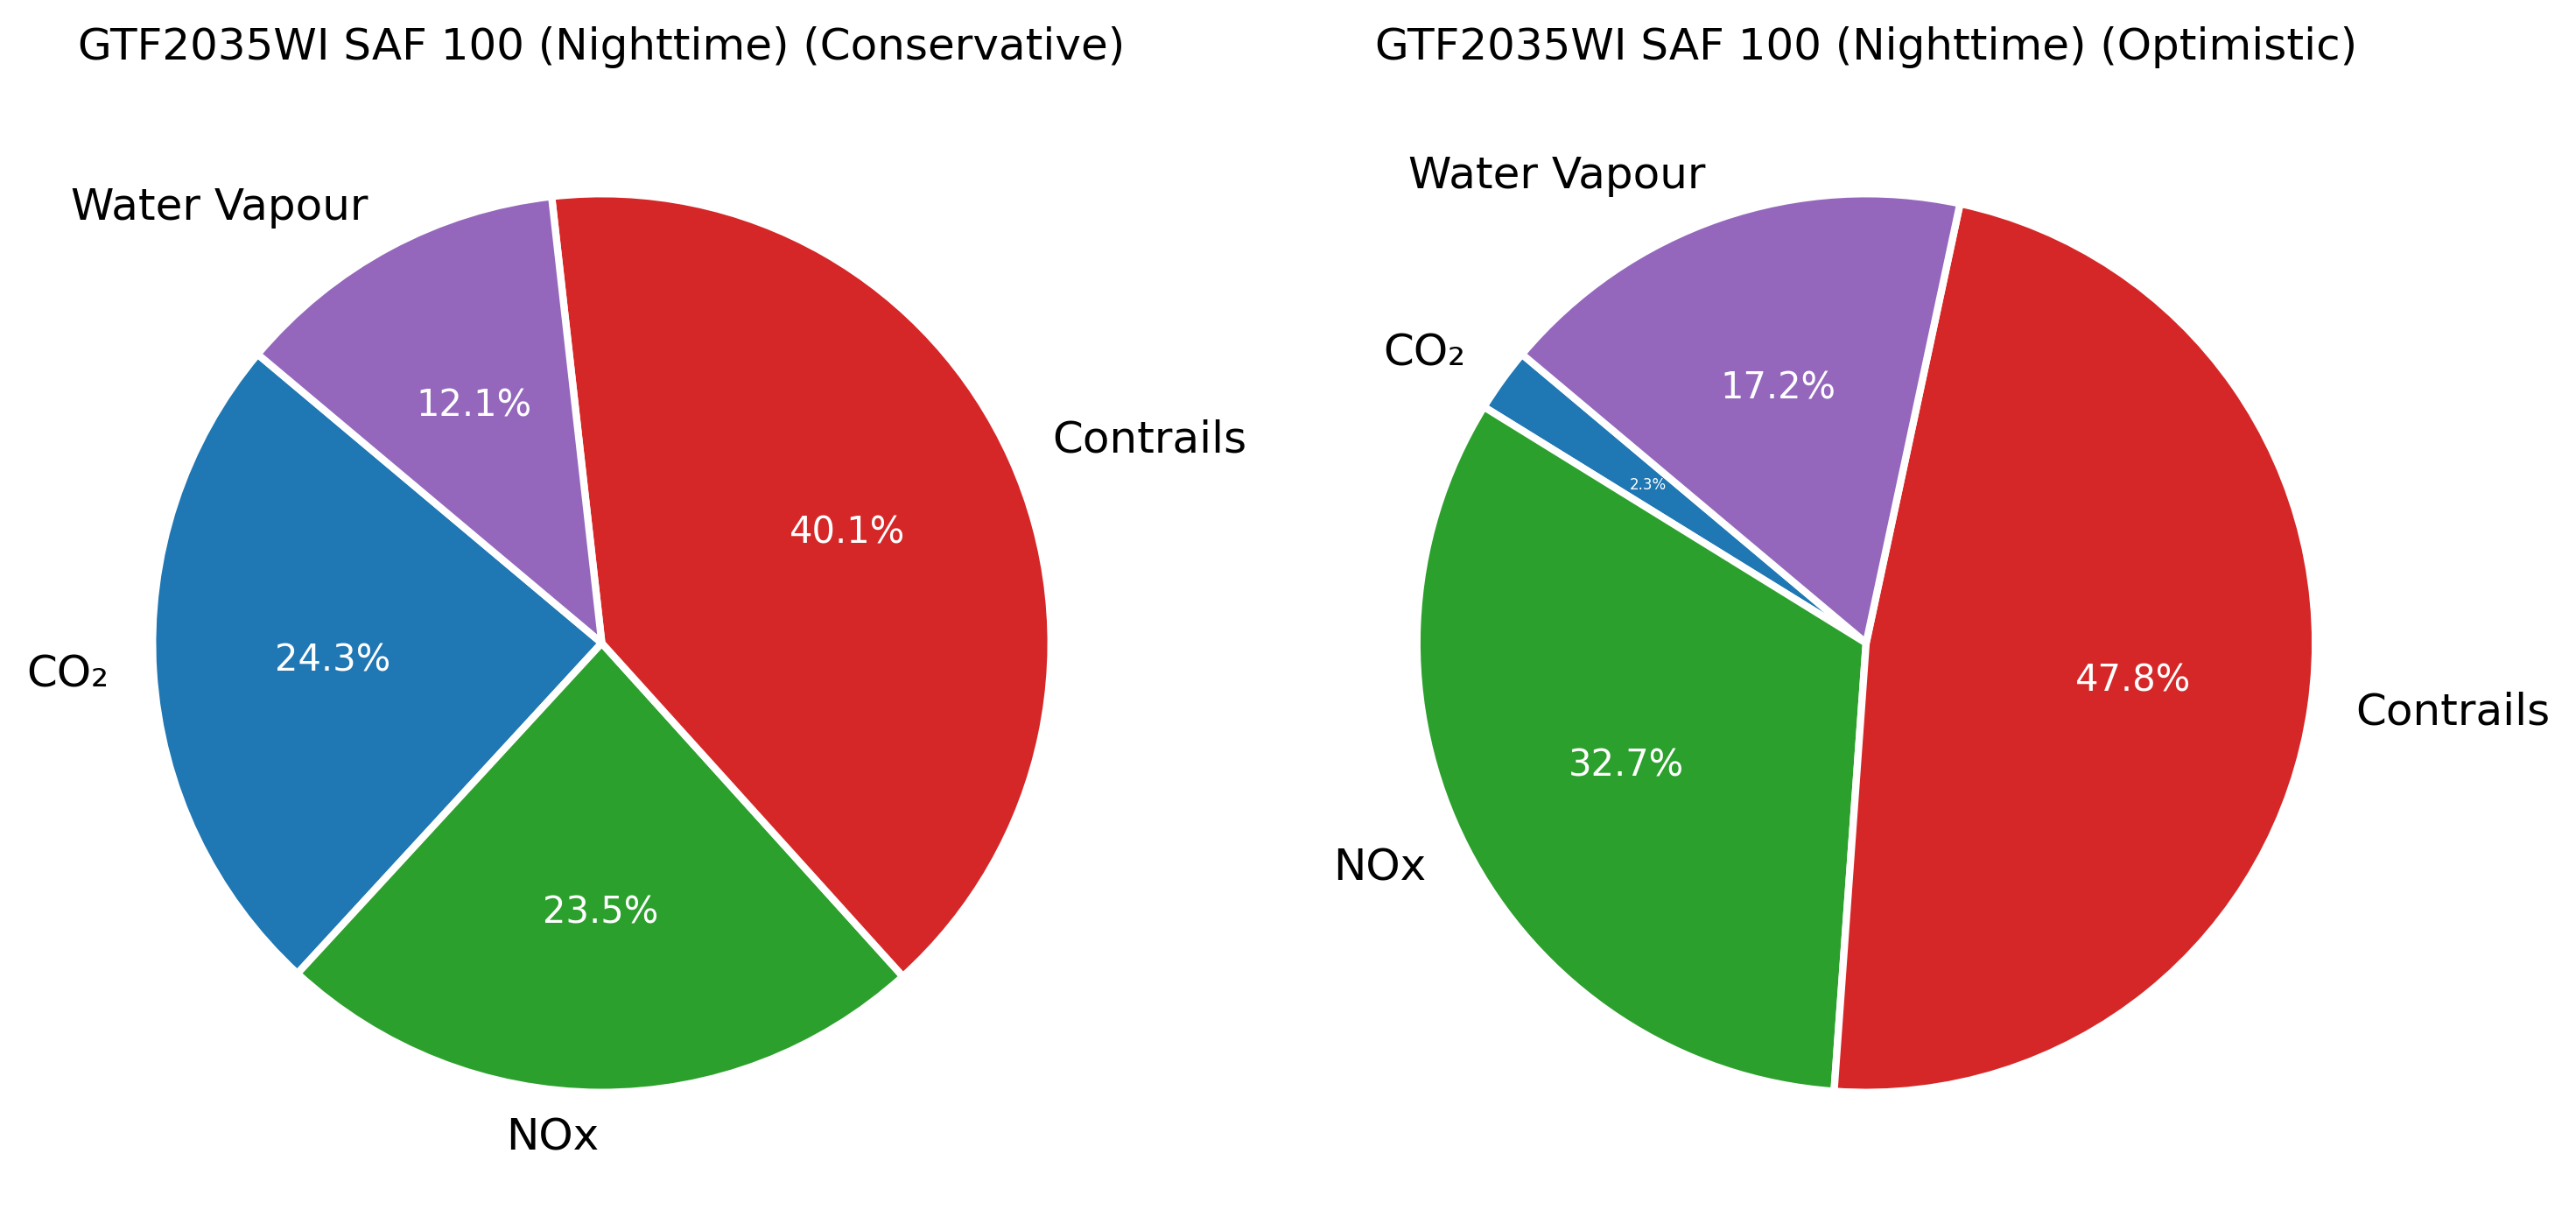 GTF2035WI SAF 100 (Nighttime) (Conservative)
Water Vapour
12.1%
Contrails
40.1%
CO₂
24.3%
23.5%
NOx
GTF2035WI SAF 100 (Nighttime) (Optimistic)
Water Vapour
CO₂
17.2%
2.3%
47.8%
Contrails
32.7%
NOx